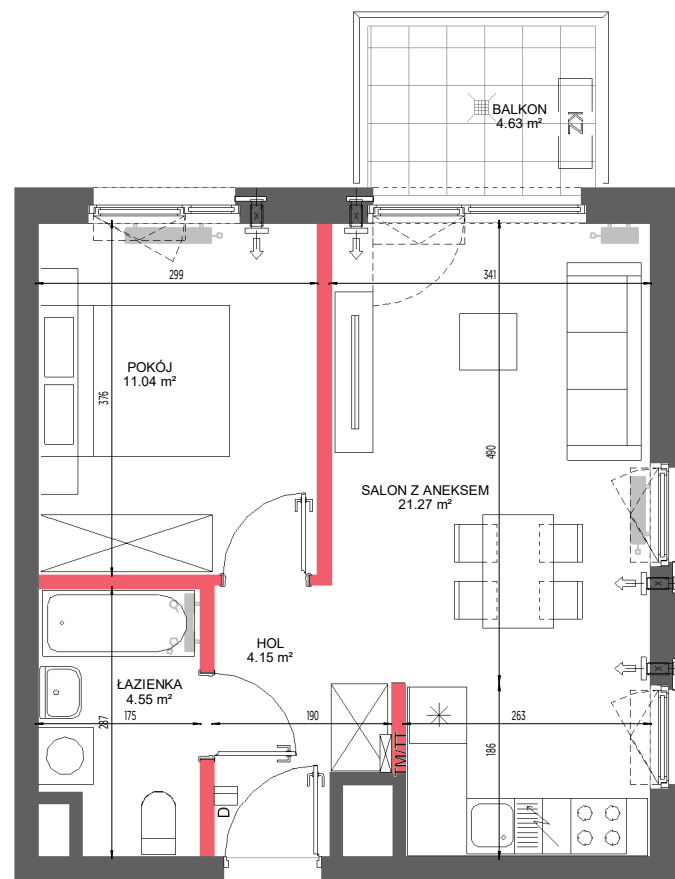 BALKON
4.63 m²
KZ
299
341
POKÓJ
11.04 m²
376
490
SALON Z ANEKSEM
21.27 m²
HOL
4.15 m²
ŁAZIENKA
4.55 m²
175
287
190
263
186
TM/TT
D